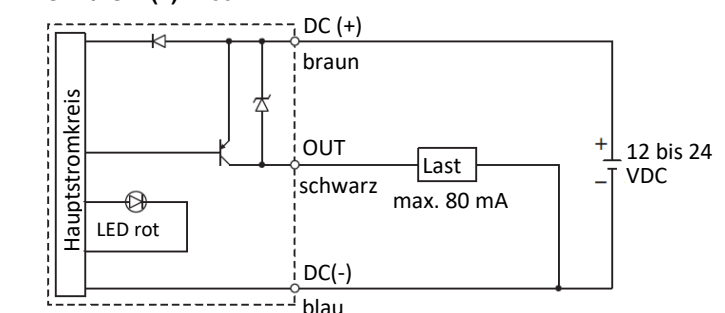 DC (+)
braun
Hauptstromkreis
OUT
schwarz
Last
max. 80 mA
+
12 bis 24
VDC
−
LED rot
DC(-)
blau